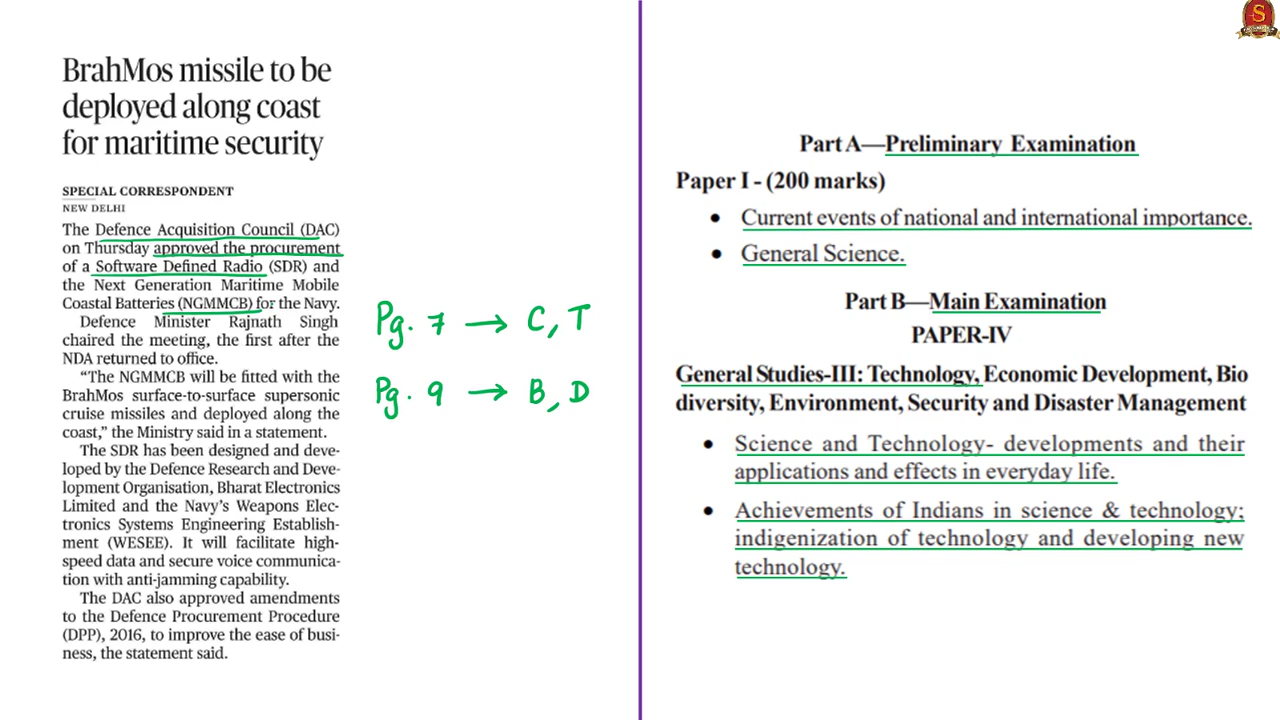 BrahMos missile to be
deployed along coast
for maritime security
SPECIAL CORRESPONDENT
NEW DELHI
The Defence Acquisition Council (DAC)
on Thursday approved the procurement
of a Software Defined Radio (SDR) and
the Next Generation Maritime Mobile
Coastal Batteries (NGMMCB) for the Navy.
Defence Minister Rajnath Singh
chaired the meeting, the first after the
NDA returned to office.
“The NGMMCB will be fitted with the
BrahMos surface-to-surface supersonic
cruise missiles and deployed along the
coast,” the Ministry said in a statement.
The SDR has been designed and deve-
loped by the Defence Research and Deve-
lopment Organisation, Bharat Electronics
Limited and the Navy’s Weapons Elec-
tronics Systems Engineering Establish-
ment (WESEE). It will facilitate high-
speed data and secure voice communica-
tion with anti-jamming capability.
The DAC also approved amendments
to the Defence Procurement Procedure
(DPP), 2016, to improve the ease of busi-
ness, the statement said.
Pg. 7 → C, T
Pg. 9 → B, D
S
Part A—Preliminary Examination
Paper I - (200 marks)
• Current events of national and international importance.
• General Science.
Part B—Main Examination
PAPER-IV
General Studies-III: Technology, Economic Development, Bio
diversity, Environment, Security and Disaster Management
• Science and Technology- developments and their
applications and effects in everyday life.
• Achievements of Indians in science & technology;
indigenization of technology and developing new
technology.